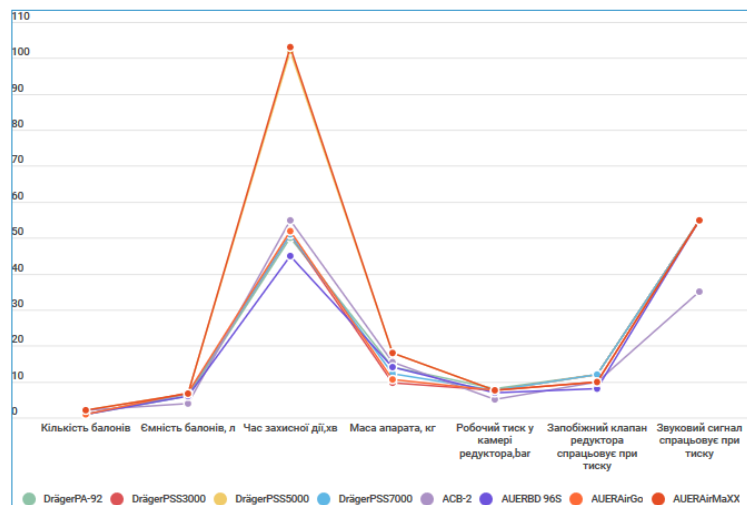 110
100
90
80
70
60
50
40
30
20
10
0
Кількість балонів
Ємність балонів, л
Час захисної дії,хв
Маса апарата, кг
Робочий тиск у
камері
редуктора,bar
Запобіжний клапан
редуктора
спрацьовує при
тиску
Звуковий сигнал
спрацьовує при
тиску
DrägerPA-92 DrägerPSS3000 DrägerPSS5000 DrägerPSS7000 АСВ-2 AUERBD 96S AUERAirGo AUERAirMaXX